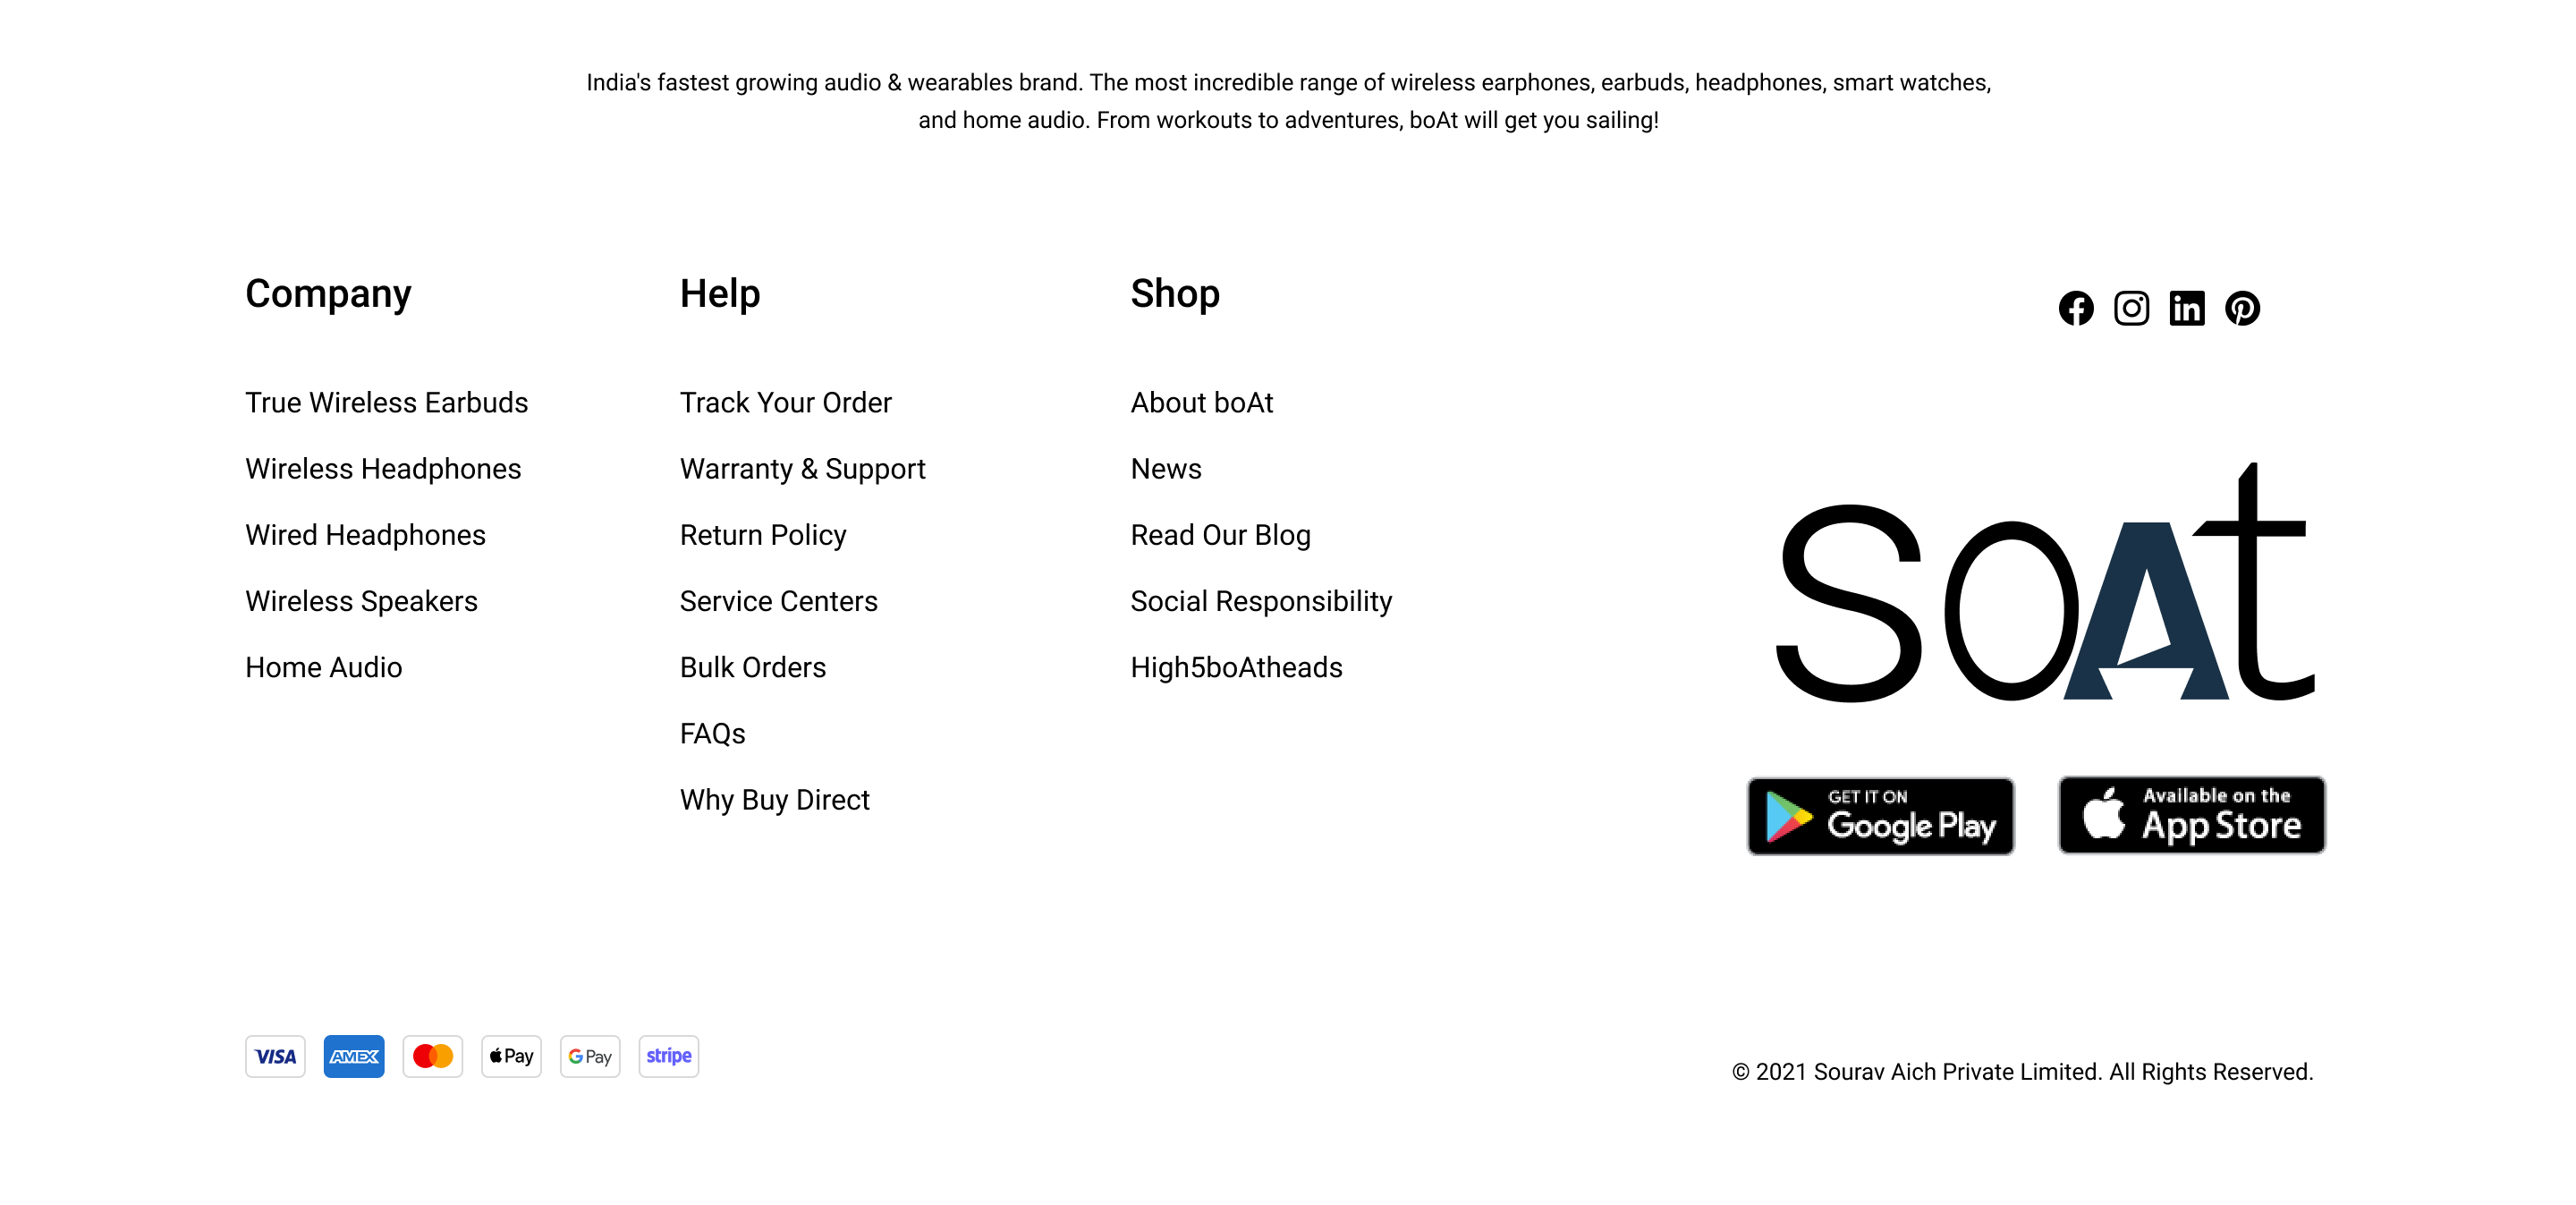 India's fastest growing audio & wearables brand. The most incredible range of wireless earphones, earbuds, headphones, smart watches,
and home audio. From workouts to adventures, boAt will get you sailing!
Company
True Wireless Earbuds
Wireless Headphones
Wired Headphones
Wireless Speakers
Home Audio
Help
Track Your Order
Warranty & Support
Return Policy
Service Centers
Bulk Orders
FAQs
Why Buy Direct
Shop
About boAt
News
Read Our Blog
Social Responsibility
High5boAtheads
in
soAt
GET IT ON
Google Play
Available on the
App Store
VISA
AMEX
Pay
G Pay
stripe
© 2021 Sourav Aich Private Limited. All Rights Reserved.